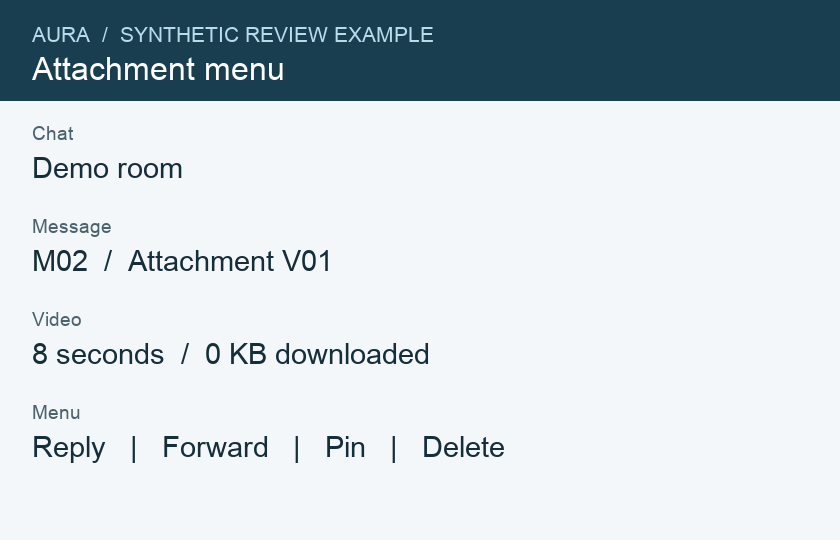 AURA / SYNTHETIC REVIEW EXAMPLE
Attachment menu
Chat
Demo room
Message
M02 / Attachment V01
Video
8 seconds / 0 KB downloaded
Menu
Reply | Forward | Pin | Delete